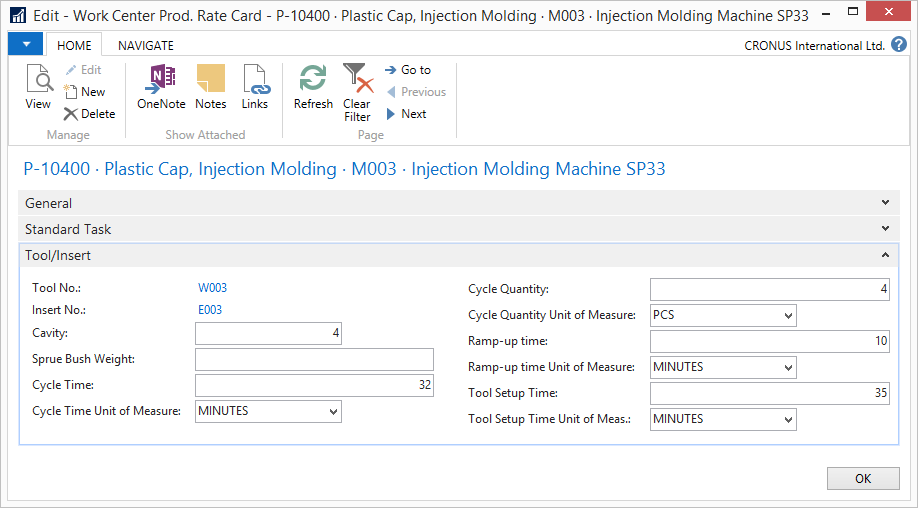 Edit - Work Center Prod. Rate Card - P-10400 · Plastic Cap, Injection Molding · M003 · Injection Molding Machine SP33
HOME NAVIGATE CRONUS International Ltd. ?
View Edit New Delete OneNote Notes Links Refresh Clear Filter Go to Previous Next
Manage Show Attached Page
P-10400 · Plastic Cap, Injection Molding · M003 · Injection Molding Machine SP33
General
Standard Task
Tool/Insert
Tool No.: W003
Insert No.: E003
Cavity: 4
Sprue Bush Weight:
Cycle Time: 32
Cycle Time Unit of Measure: MINUTES
Cycle Quantity: 4
Cycle Quantity Unit of Measure: PCS
Ramp-up time: 10
Ramp-up time Unit of Measure: MINUTES
Tool Setup Time: 35
Tool Setup Time Unit of Meas.: MINUTES
OK